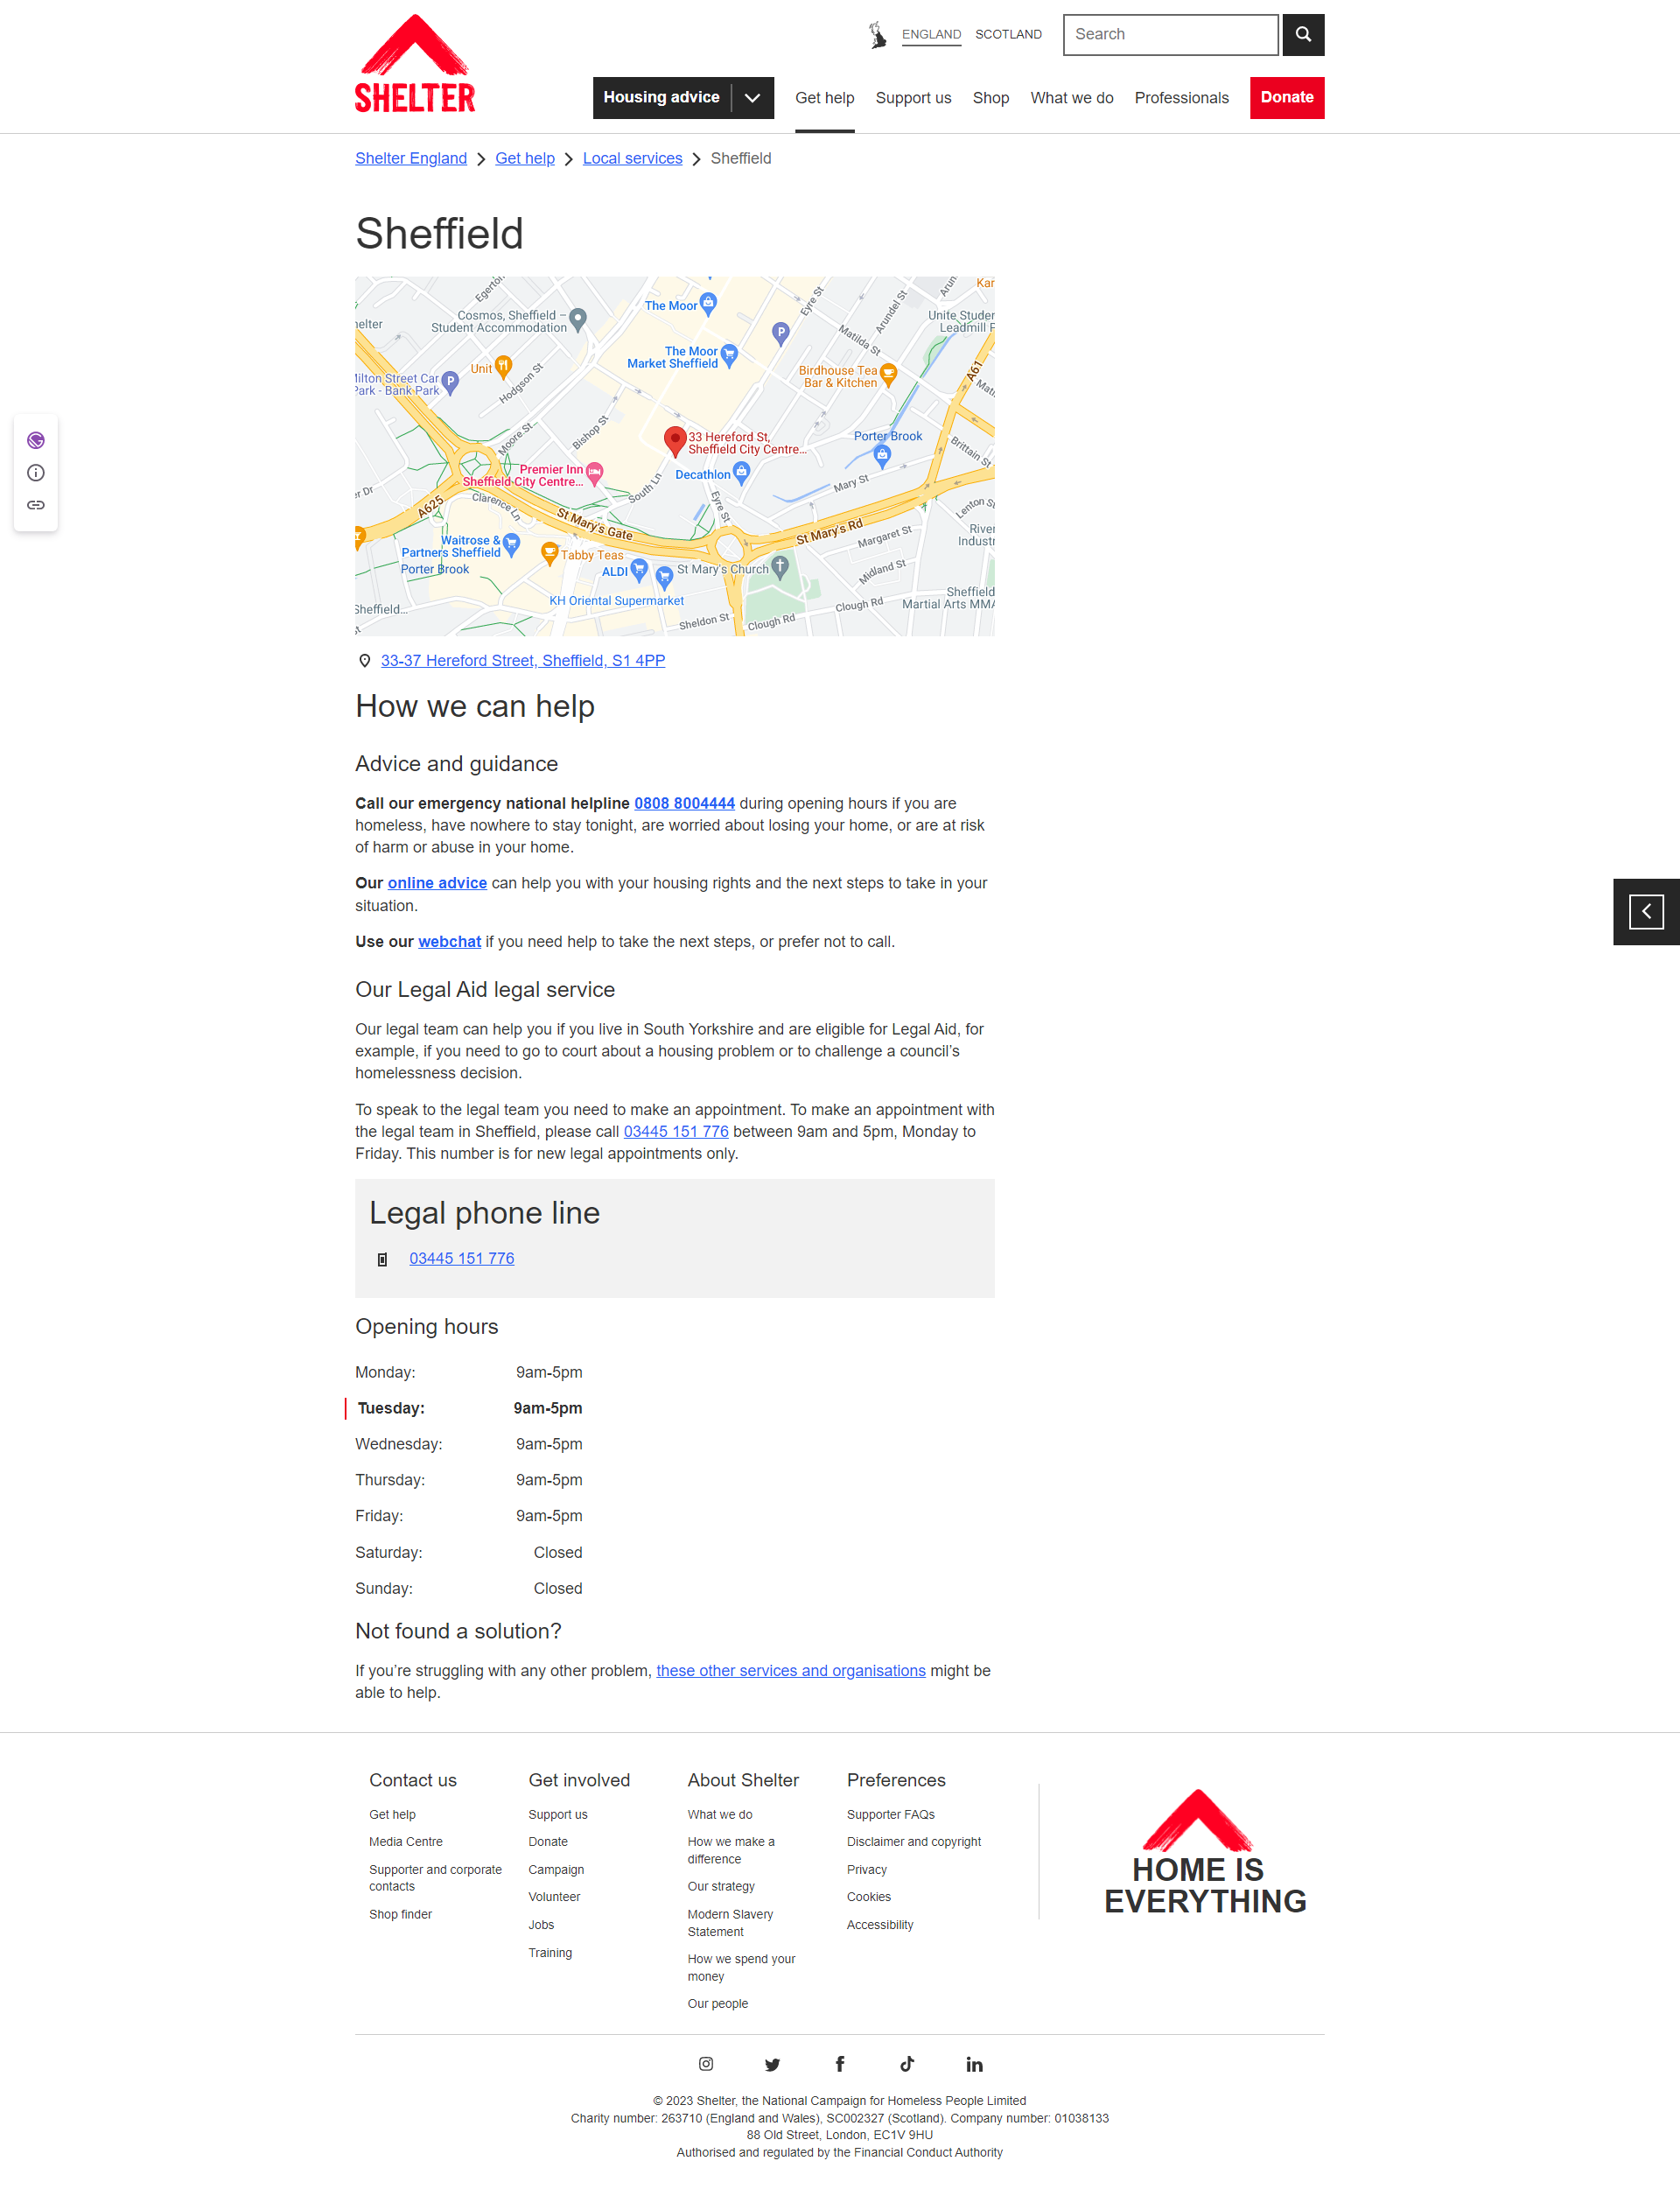 SHELTER
ENGLAND
SCOTLAND
Search
Housing advice
Get help
Support us
Shop
What we do
Professionals
Donate
Shelter England
Get help
Local services
Sheffield
Sheffield
Egerton
Cosmos, Sheffield –
Student Accommodation
The Moor
Eyre St
Arundel St
Unite Studen
Leadmill R
elter
The Moor
Market Sheffield
Matilda St
Unit
Hodgson St
Birdhouse Tea
Bar & Kitchen
A61
Milton Street Car
Park - Bank Park
Moore St
Bishop St
33 Hereford St,
Sheffield City Centre...
Porter Brook
Brittain St
Premier Inn
Sheffield City Centre...
South Ln
Decathlon
Eyre St
Mary St
A625
Clarence Ln
St Mary's Gate
St Mary's Rd
Lenton St
Margaret St
River
Industr
Waitrose &
Partners Sheffield
Tabby Teas
Porter Brook
ALDI
St Mary's Church
Midland St
KH Oriental Supermarket
Sheffield...
Sheldon St
Clough Rd
Clough Rd
Sheffield
Martial Arts MMA
33-37 Hereford Street, Sheffield, S1 4PP
How we can help
Advice and guidance
Call our emergency national helpline 0808 8004444 during opening hours if you are
homeless, have nowhere to stay tonight, are worried about losing your home, or are at risk
of harm or abuse in your home.
Our online advice can help you with your housing rights and the next steps to take in your
situation.
Use our webchat if you need help to take the next steps, or prefer not to call.
Our Legal Aid legal service
Our legal team can help you if you live in South Yorkshire and are eligible for Legal Aid, for
example, if you need to go to court about a housing problem or to challenge a council’s
homelessness decision.
To speak to the legal team you need to make an appointment. To make an appointment with
the legal team in Sheffield, please call 03445 151 776 between 9am and 5pm, Monday to
Friday. This number is for new legal appointments only.
Legal phone line
03445 151 776
Opening hours
Monday: 9am-5pm
Tuesday: 9am-5pm
Wednesday: 9am-5pm
Thursday: 9am-5pm
Friday: 9am-5pm
Saturday: Closed
Sunday: Closed
Not found a solution?
If you’re struggling with any other problem, these other services and organisations might be
able to help.
Contact us
Get help
Media Centre
Supporter and corporate
contacts
Shop finder
Get involved
Support us
Donate
Campaign
Volunteer
Jobs
Training
About Shelter
What we do
How we make a
difference
Our strategy
Modern Slavery
Statement
How we spend your
money
Our people
Preferences
Supporter FAQs
Disclaimer and copyright
Privacy
Cookies
Accessibility
HOME IS
EVERYTHING
© 2023 Shelter, the National Campaign for Homeless People Limited
Charity number: 263710 (England and Wales), SC002327 (Scotland). Company number: 01038133
88 Old Street, London, EC1V 9HU
Authorised and regulated by the Financial Conduct Authority